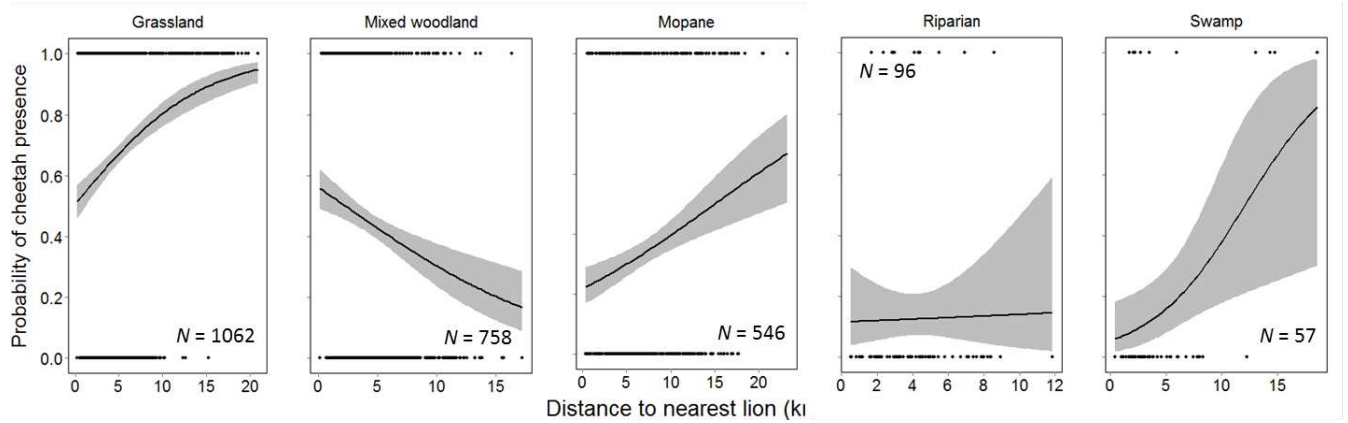 Grassland
Mixed woodland
Mopane
Riparian
Swamp
Probability of cheetah presence
1.0
0.8
0.6
0.4
0.2
0.0
N = 1062
N = 758
N = 546
N = 96
N = 57
0 5 10 15 20
0 5 10 15
0 5 10 15 20
0 2 4 6 8 10 12
0 5 10 15
Distance to nearest lion